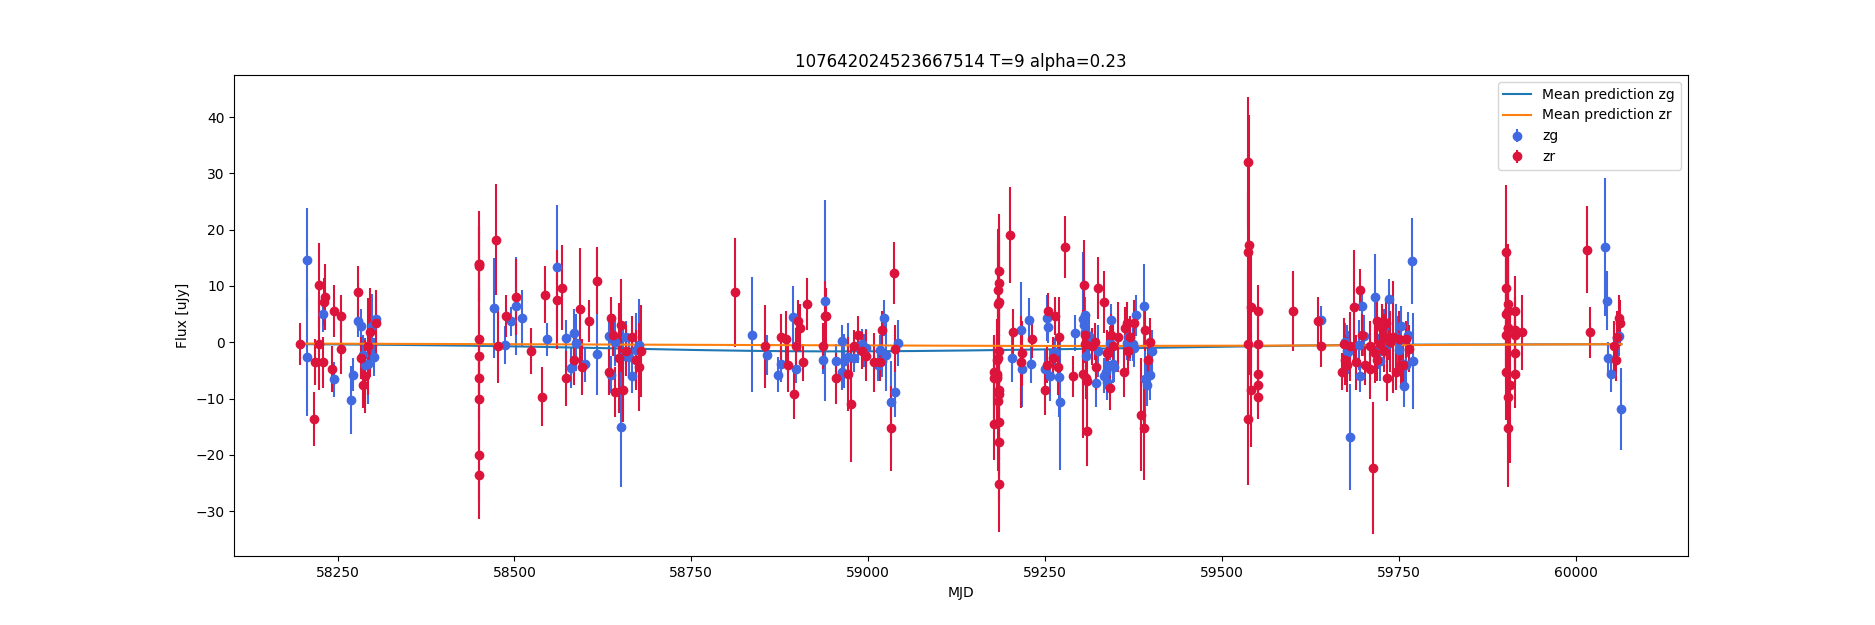 107642024523667514 T=9 alpha=0.23
Mean prediction zg
Mean prediction zr
zg
zr
Flux [uJy]
40
30
20
10
0
−10
−20
−30
58250 58500 58750 59000 59250 59500 59750 60000
MJD